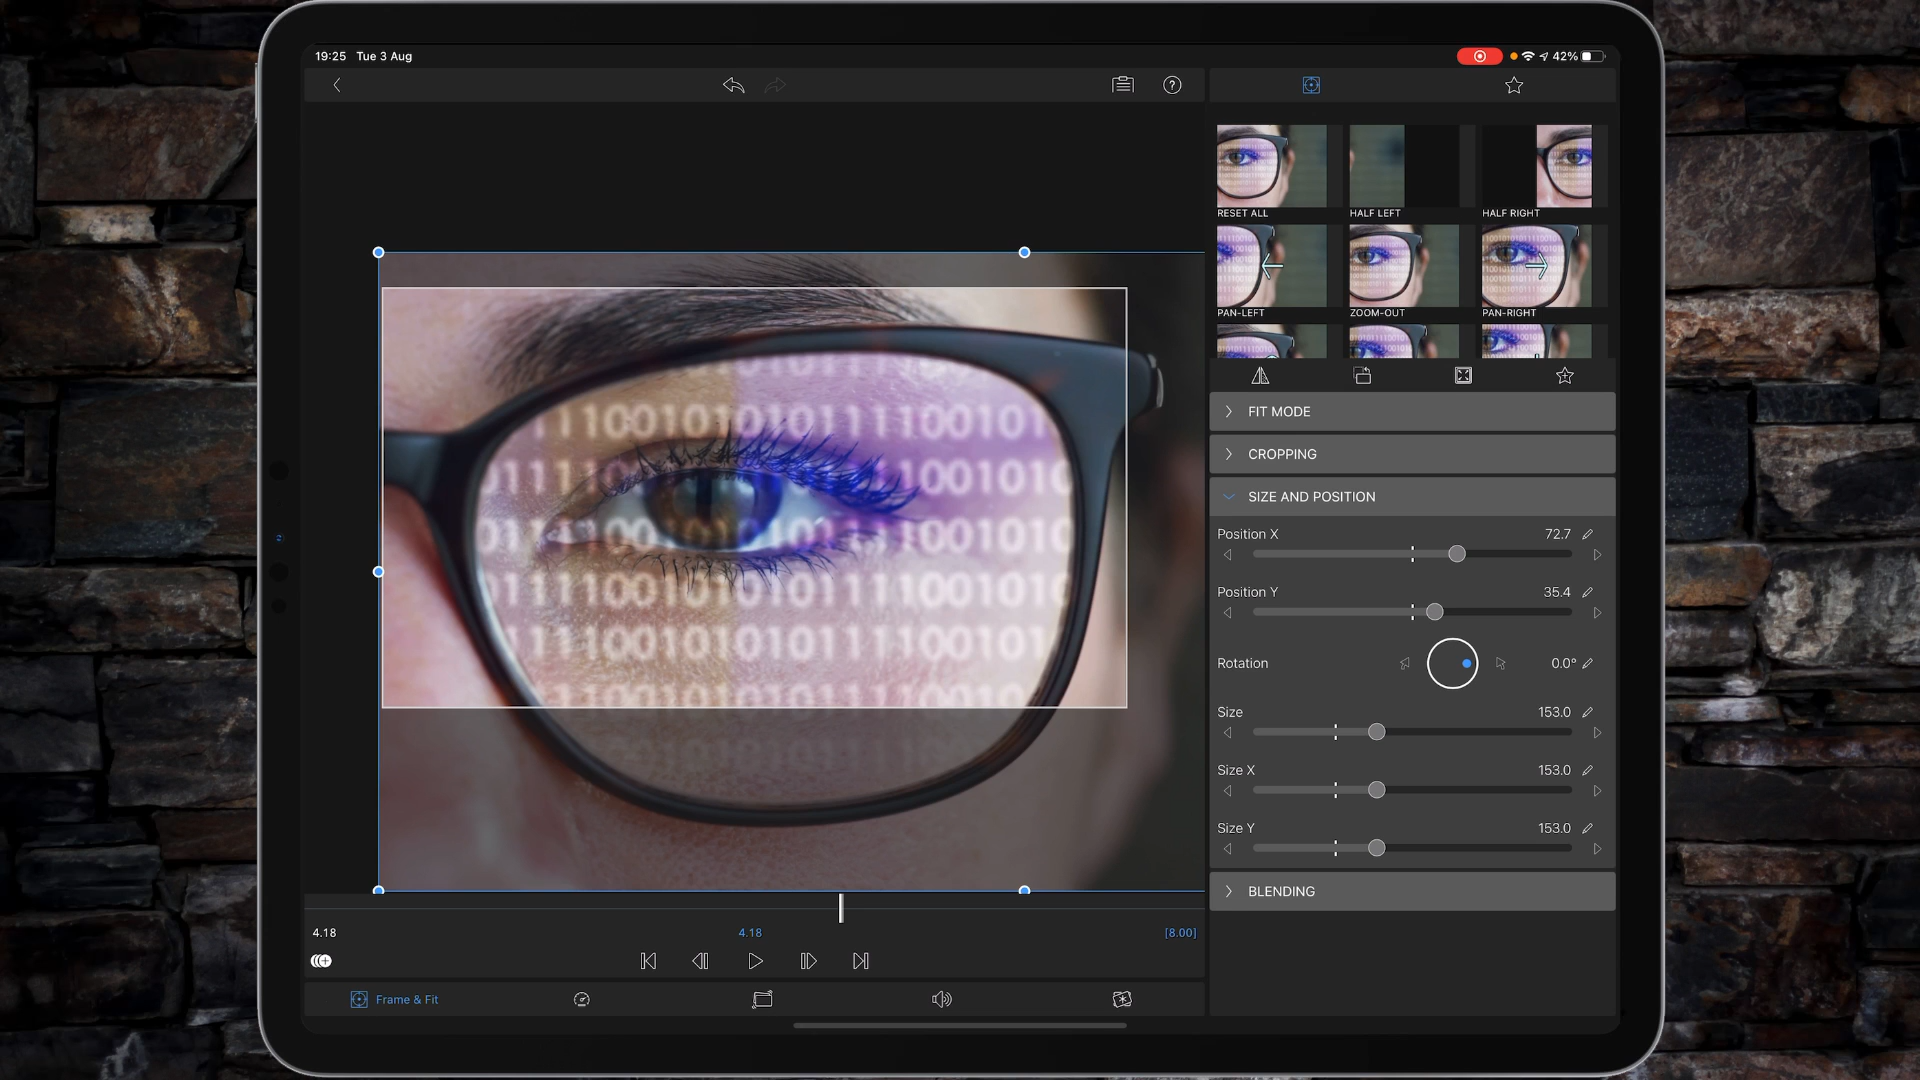 19:25 Tue 3 Aug
42%
RESET ALL
HALF LEFT
HALF RIGHT
PAN-LEFT
ZOOM-OUT
PAN-RIGHT
FIT MODE
CROPPING
SIZE AND POSITION
Position X 72.7
Position Y 35.4
Rotation 0.0°
Size 153.0
Size X 153.0
Size Y 153.0
BLENDING
4.18
4.18
[8.00]
Frame & Fit